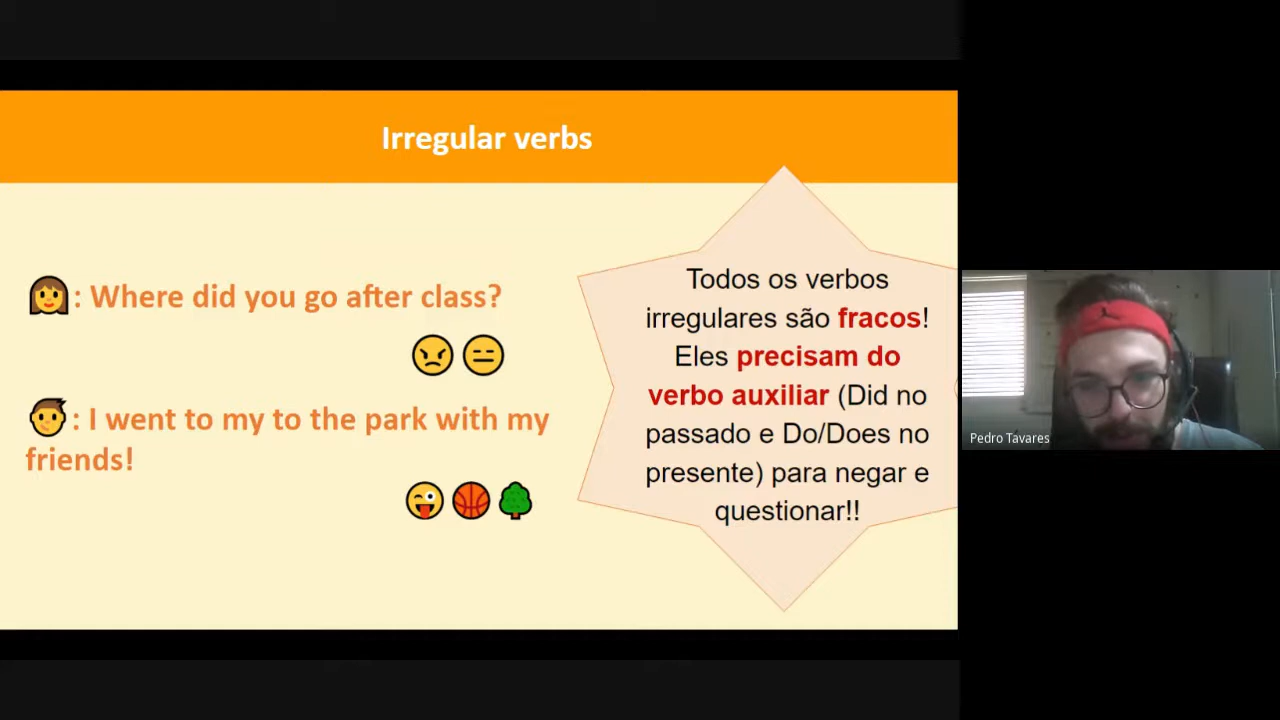 Irregular verbs
: Where did you go after class?
: I went to my to the park with my
friends!
Todos os verbos
irregulares são fracos!
Eles precisam do
verbo auxiliar (Did no
passado e Do/Does no
presente) para negar e
questionar!!
Pedro Tavares